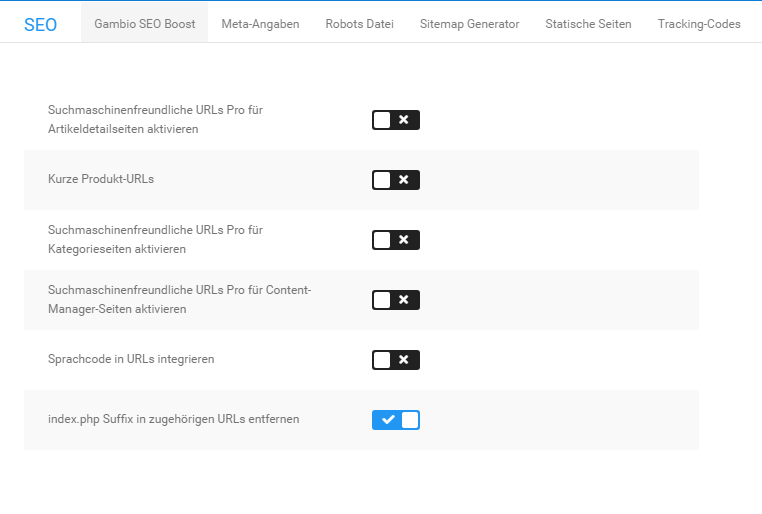 SEO Gambio SEO Boost Meta-Angaben Robots Datei Sitemap Generator Statische Seiten Tracking-Codes
Suchmaschinenfreundliche URLs Pro für
Artikeldetailseiten aktivieren
Kurze Produkt-URLs
Suchmaschinenfreundliche URLs Pro für
Kategorieseiten aktivieren
Suchmaschinenfreundliche URLs Pro für Content-
Manager-Seiten aktivieren
Sprachcode in URLs integrieren
index.php Suffix in zugehörigen URLs entfernen